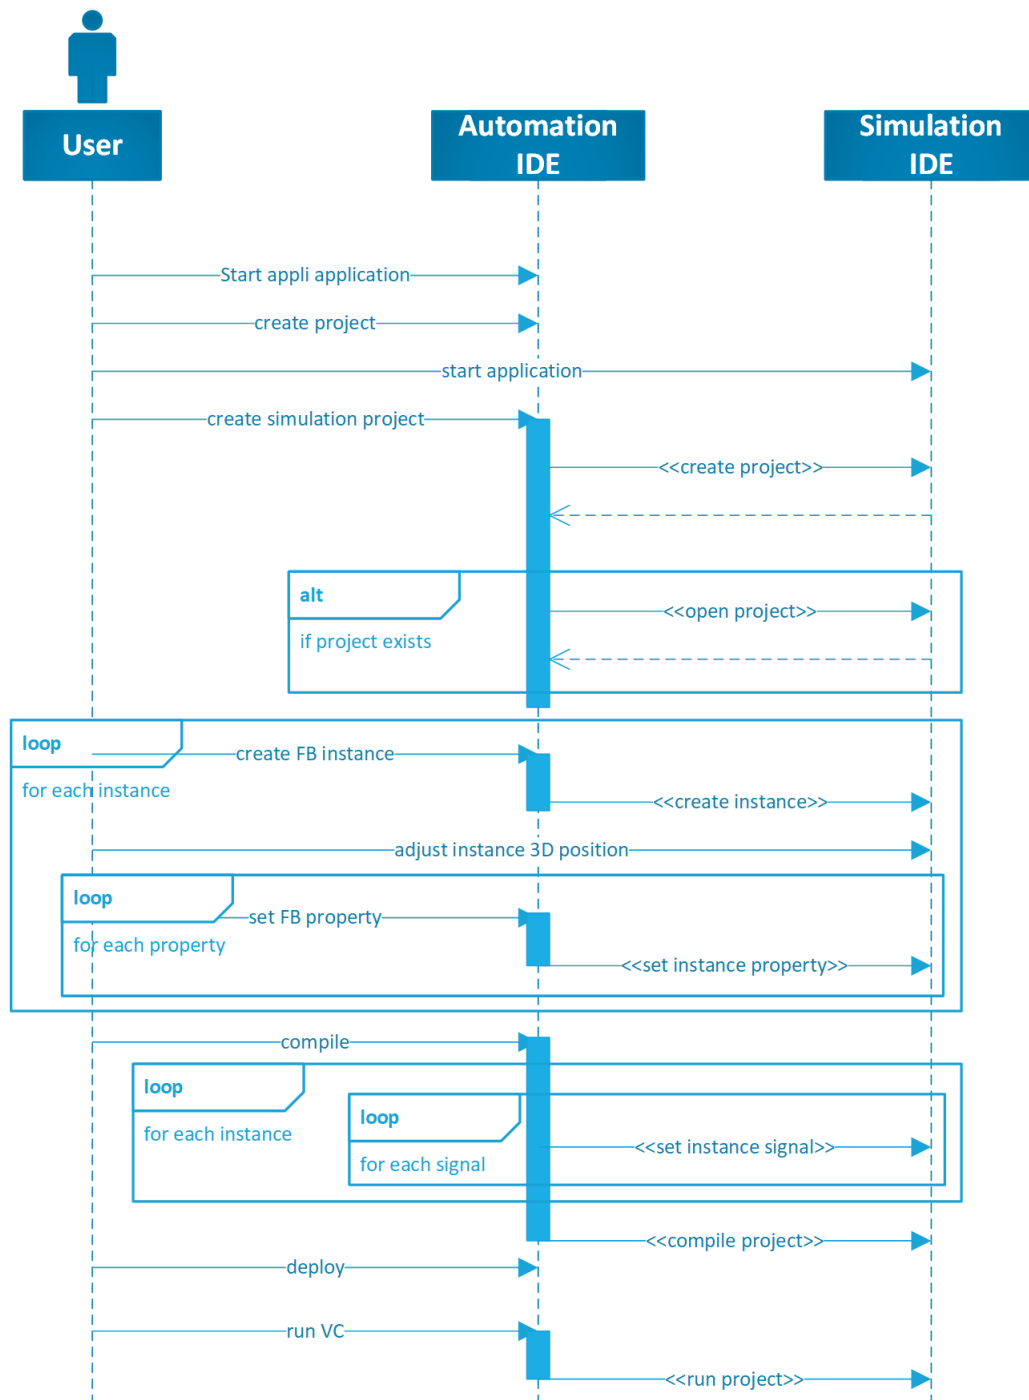 User
Automation
IDE
Simulation
IDE
Start appli application
create project
start application
create simulation project
<<create project>>
alt
<<open project>>
if project exists
loop
create FB instance
for each instance
<<create instance>>
adjust instance 3D position
loop
set FB property
for each property
<<set instance property>>
compile
loop
loop
for each instance
<<set instance signal>>
for each signal
<<compile project>>
deploy
run VC
<<run project>>